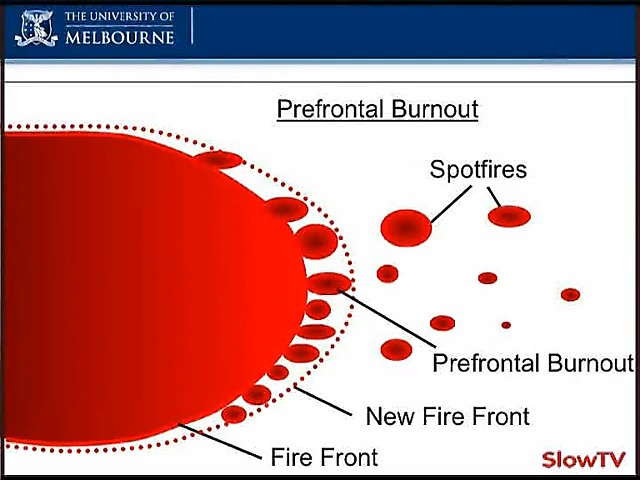 THE UNIVERSITY OF
MELBOURNE
Prefrontal Burnout
Spotfires
Prefrontal Burnout
New Fire Front
Fire Front
SlowTV